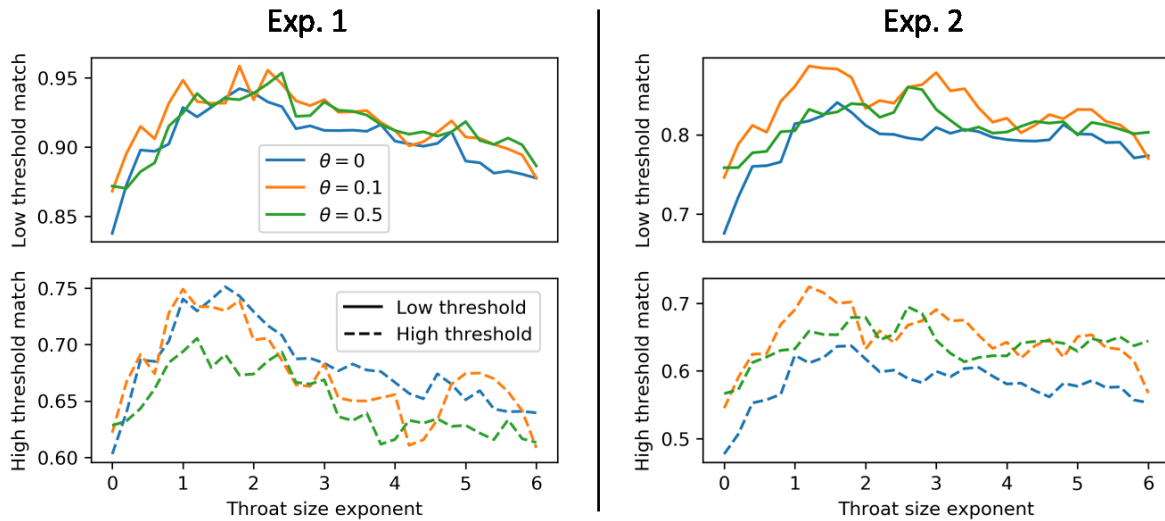 Exp. 1
Low threshold match
0.95
0.90
0.85
θ = 0
θ = 0.1
θ = 0.5
High threshold match
0.75
0.70
0.65
0.60
Low threshold
High threshold
0 1 2 3 4 5 6
Throat size exponent
Exp. 2
Low threshold match
0.8
0.7
High threshold match
0.7
0.6
0.5
0 1 2 3 4 5 6
Throat size exponent